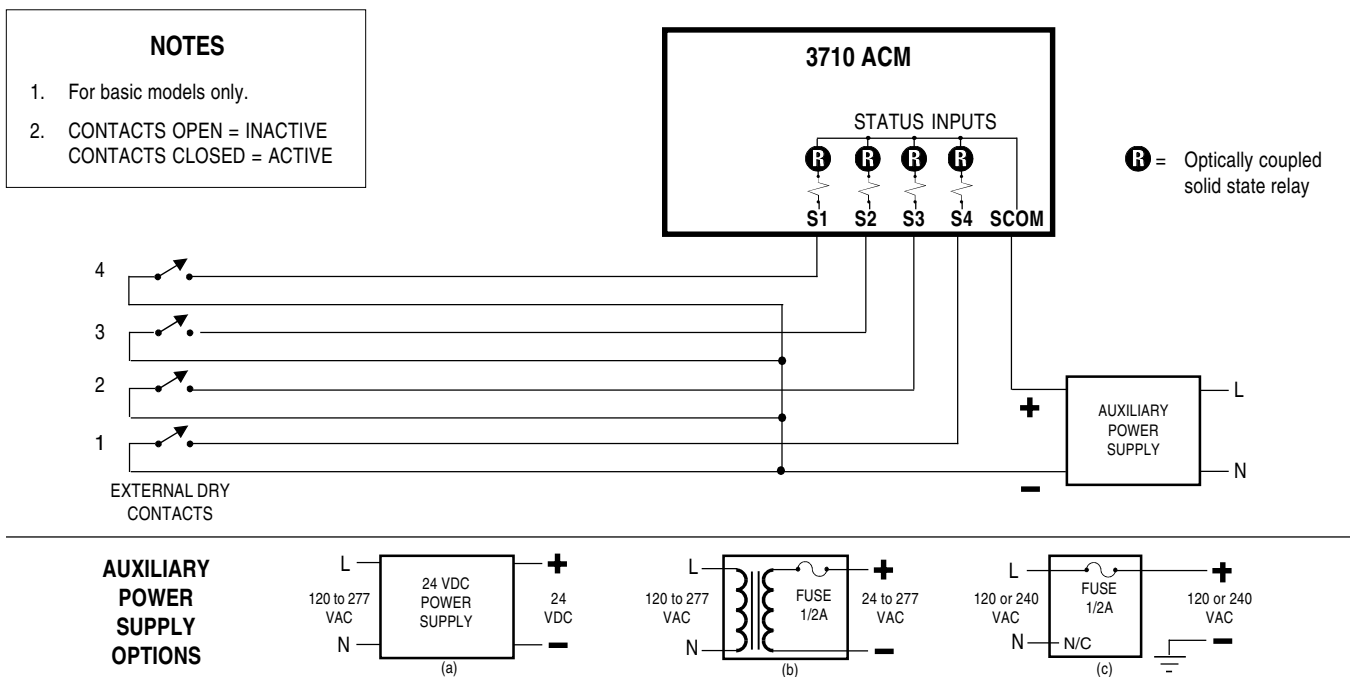 NOTES
1. For basic models only.
2. CONTACTS OPEN = INACTIVE
CONTACTS CLOSED = ACTIVE
3710 ACM
STATUS INPUTS
R R R R
S1 S2 S3 S4 SCOM
R = Optically coupled
solid state relay
4
3
2
1
EXTERNAL DRY
CONTACTS
+
−
AUXILIARY
POWER
SUPPLY
L
N
AUXILIARY
POWER
SUPPLY
OPTIONS
L
120 to 277
VAC
N
24 VDC
POWER
SUPPLY
+
24
VDC
−
(a)
L
120 to 277
VAC
N
FUSE
1/2A
+
24 to 277
VAC
−
(b)
L
120 or 240
VAC
N
FUSE
1/2A
N/C
+
120 or 240
VAC
−
(c)